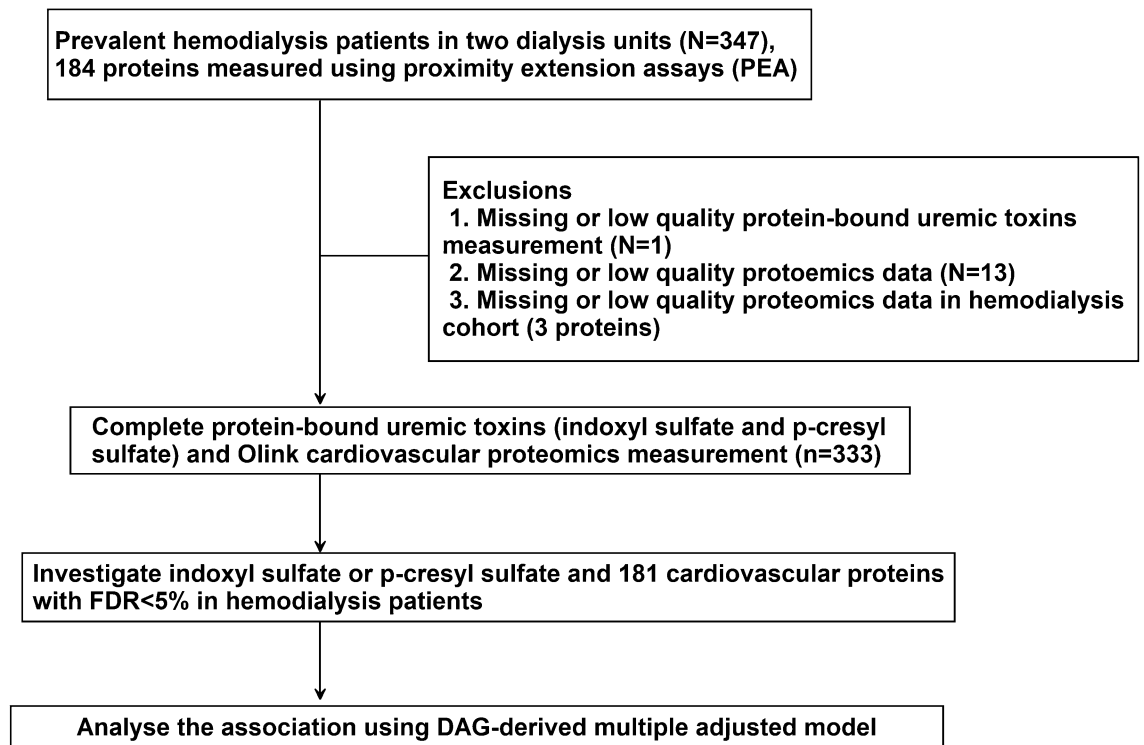 Prevalent hemodialysis patients in two dialysis units (N=347),
184 proteins measured using proximity extension assays (PEA)
Exclusions
1. Missing or low quality protein-bound uremic toxins
measurement (N=1)
2. Missing or low quality protoemics data (N=13)
3. Missing or low quality proteomics data in hemodialysis
cohort (3 proteins)
Complete protein-bound uremic toxins (indoxyl sulfate and p-cresyl
sulfate) and Olink cardiovascular proteomics measurement (n=333)
Investigate indoxyl sulfate or p-cresyl sulfate and 181 cardiovascular proteins
with FDR<5% in hemodialysis patients
Analyse the association using DAG-derived multiple adjusted model